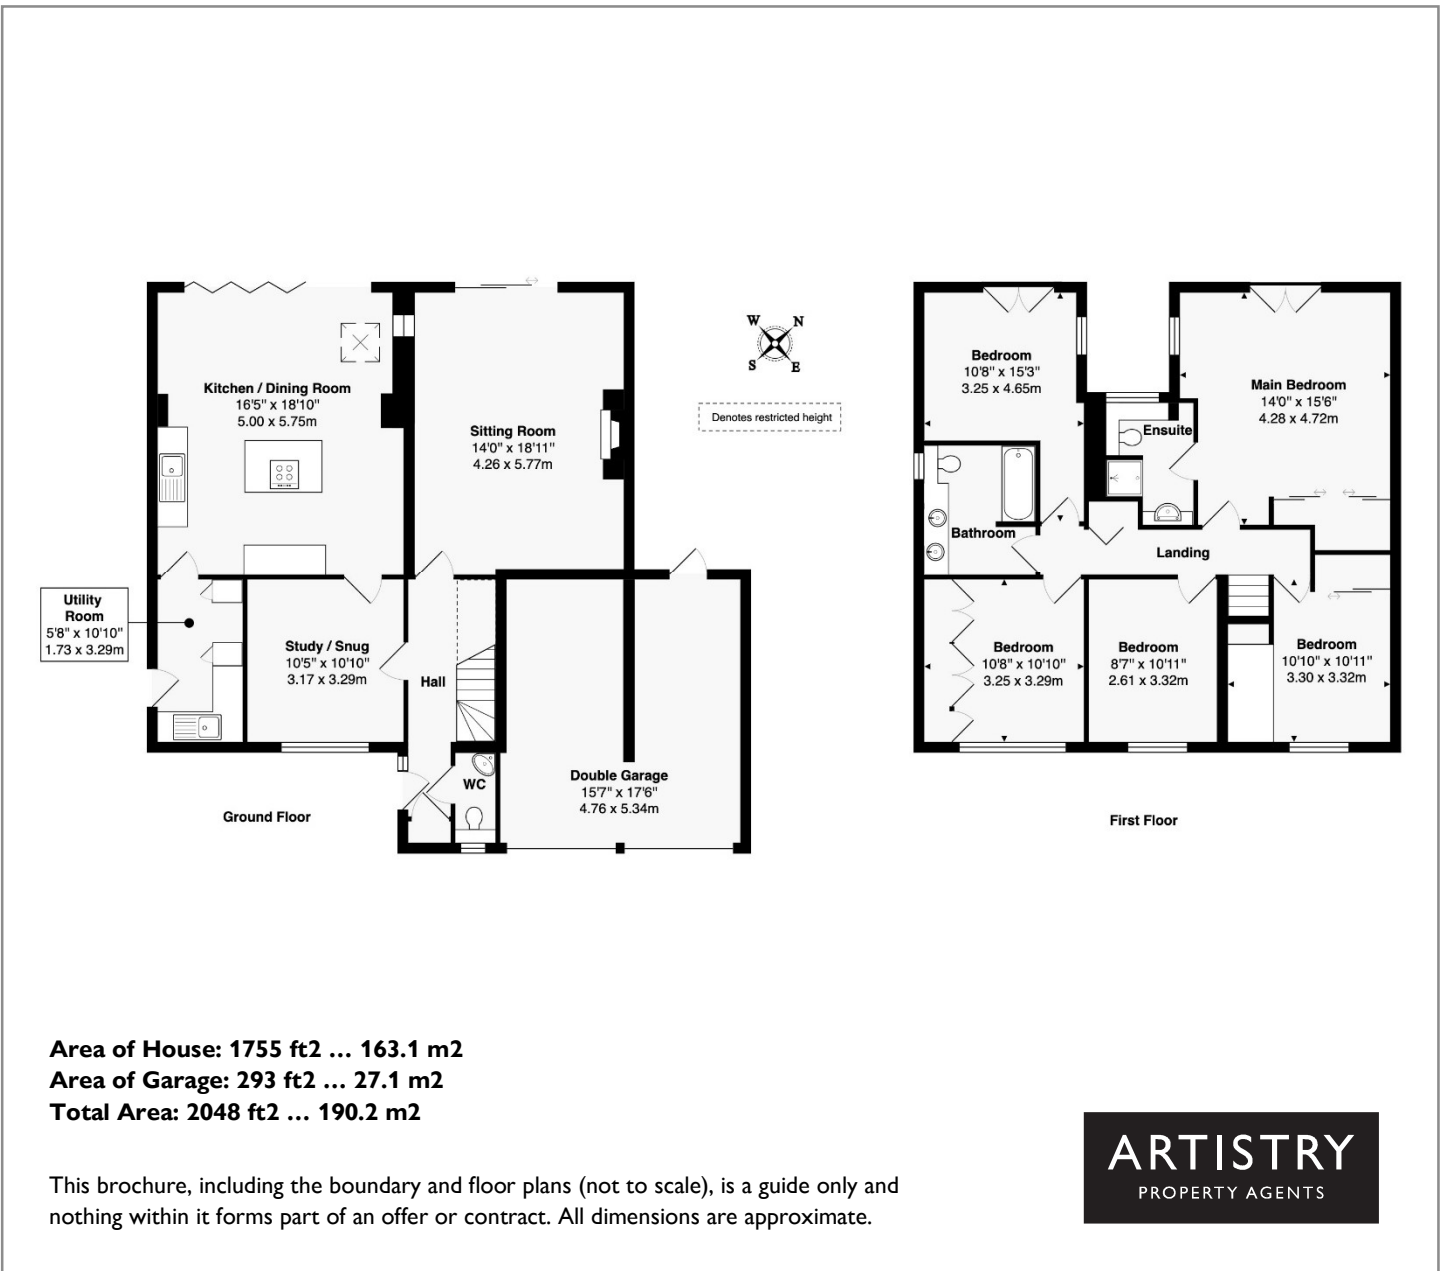 Kitchen / Dining Room
16'5" x 18'10"
5.00 x 5.75m
Sitting Room
14'0" x 18'11"
4.26 x 5.77m
Utility
Room
5'8" x 10'10"
1.73 x 3.29m
Study / Snug
10'5" x 10'10"
3.17 x 3.29m
Hall
WC
Double Garage
15'7" x 17'6"
4.76 x 5.34m
Ground Floor
W
N
S
E
Denotes restricted height
Bedroom
10'8" x 15'3"
3.25 x 4.65m
Main Bedroom
14'0" x 15'6"
4.28 x 4.72m
Ensuite
Bathroom
Landing
Bedroom
10'8" x 10'10"
3.25 x 3.29m
Bedroom
8'7" x 10'11"
2.61 x 3.32m
Bedroom
10'10" x 10'11"
3.30 x 3.32m
First Floor
Area of House: 1755 ft2 … 163.1 m2
Area of Garage: 293 ft2 … 27.1 m2
Total Area: 2048 ft2 … 190.2 m2
This brochure, including the boundary and floor plans (not to scale), is a guide only and
nothing within it forms part of an offer or contract. All dimensions are approximate.
ARTISTRY
PROPERTY AGENTS